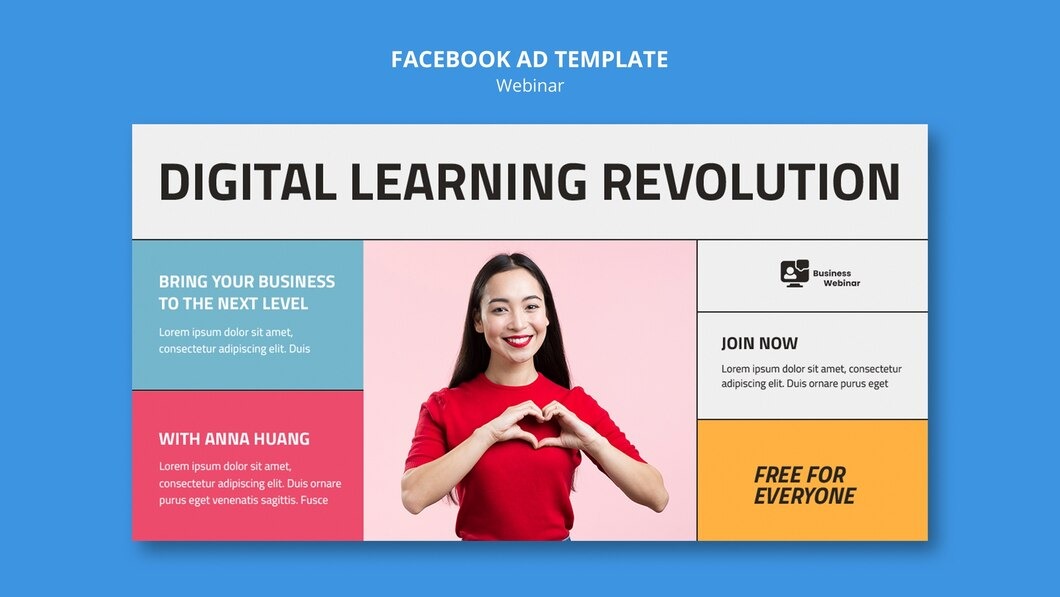 FACEBOOK AD TEMPLATE
Webinar
DIGITAL LEARNING REVOLUTION
BRING YOUR BUSINESS
TO THE NEXT LEVEL
Lorem ipsum dolor sit amet,
consectetur adipiscing elit. Duis
WITH ANNA HUANG
Lorem ipsum dolor sit amet,
consectetur adipiscing elit. Duis ornare
purus eget venenatis sagittis. Fusce
Business
Webinar
JOIN NOW
Lorem ipsum dolor sit amet, consectetur
adipiscing elit. Duis ornare purus eget
FREE FOR
EVERYONE